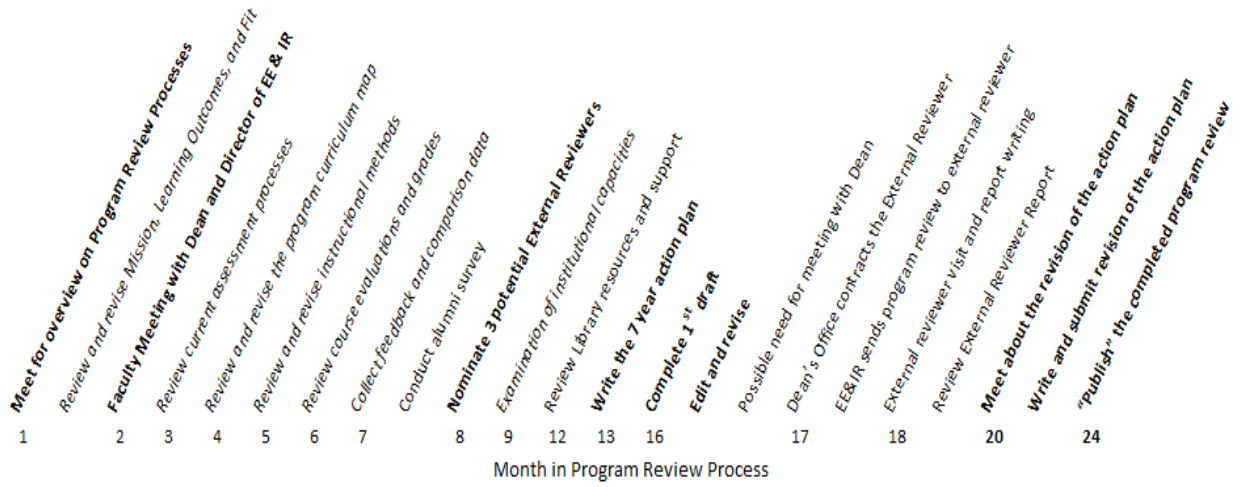 Meet for overview on Program Review Processes
Review and revise Mission, Learning Outcomes, and Fit
Faculty Meeting with Dean and Director of EE & IR
Review current assessment processes
Review and revise the program curriculum map
Review and revise instructional methods
Review course evaluations and grades
Collect feedback and comparison data
Conduct alumni survey
Nominate 3 potential External Reviewers
Examination of institutional capacities
Review Library resources and support
Write the 7 year action plan
Complete 1st draft
Edit and revise
Possible need for meeting with Dean
Dean's Office contracts the External Reviewer
EE&IR sends program review to external reviewer
External reviewer visit and report writing
Review External Reviewer Report
Meet about the revision of the action plan
Write and submit revision of the action plan
"Publish" the completed program review
1 2 3 4 5 6 7 8 9 12 13 16 17 18 20 24
Month in Program Review Process